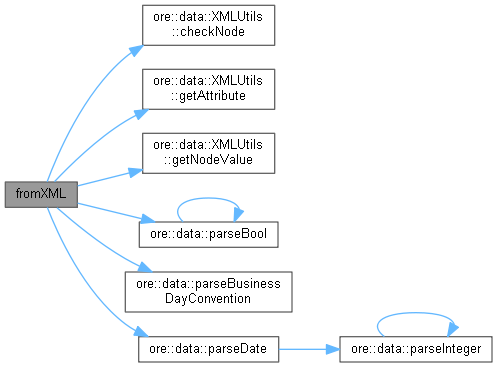 ore::data::XMLUtils
::checkNode
ore::data::XMLUtils
::getAttribute
ore::data::XMLUtils
::getNodeValue
fromXML
ore::data::parseBool
ore::data::parseBusiness
DayConvention
ore::data::parseDate
ore::data::parseInteger